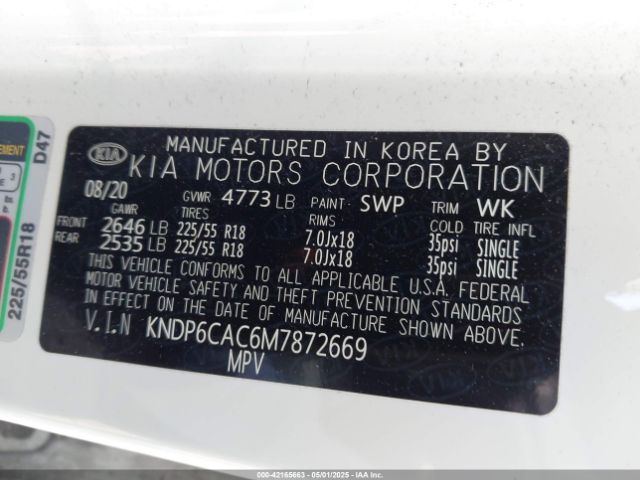 MANUFACTURED IN KOREA BY
KIA KIA MOTORS CORPORATION
08/20 GVWR 4773 LB PAINT SWP TRIM WK
GAWR TIRES RIMS COLD TIRE INFL
FRONT 2646 LB 225/55 R18 7.0Jx18 35psi SINGLE
REAR 2535 LB 225/55 R18 7.0Jx18 35psi SINGLE
THIS VEHICLE CONFORMS TO ALL APPLICABLE U.S.A. FEDERAL
MOTOR VEHICLE SAFETY AND THEFT PREVENTION STANDARDS
IN EFFECT ON THE DATE OF MANUFACTURE SHOWN ABOVE.
V.I.N KNDP6CAC6M7872669
MPV
D47
225/55R18
000-42165663 - 05/01/2025 - Copyright © IAA